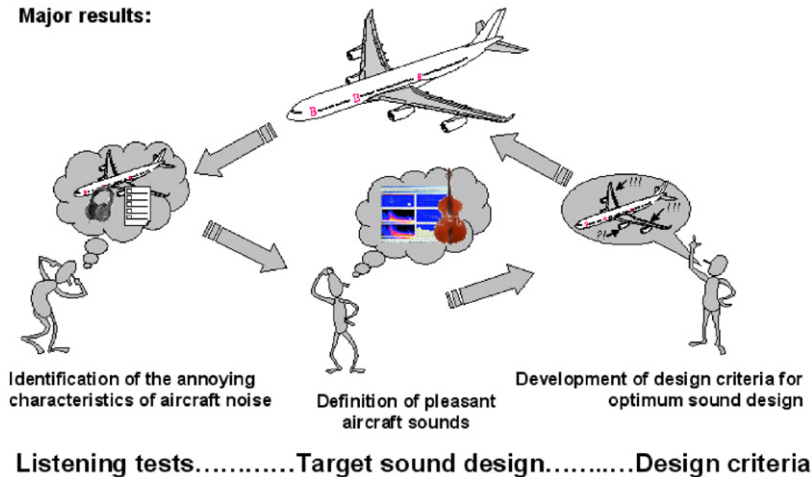 Major results:
Identification of the annoying
characteristics of aircraft noise
Definition of pleasant
aircraft sounds
Development of design criteria for
optimum sound design
Listening tests…………Target sound design……..…Design criteria